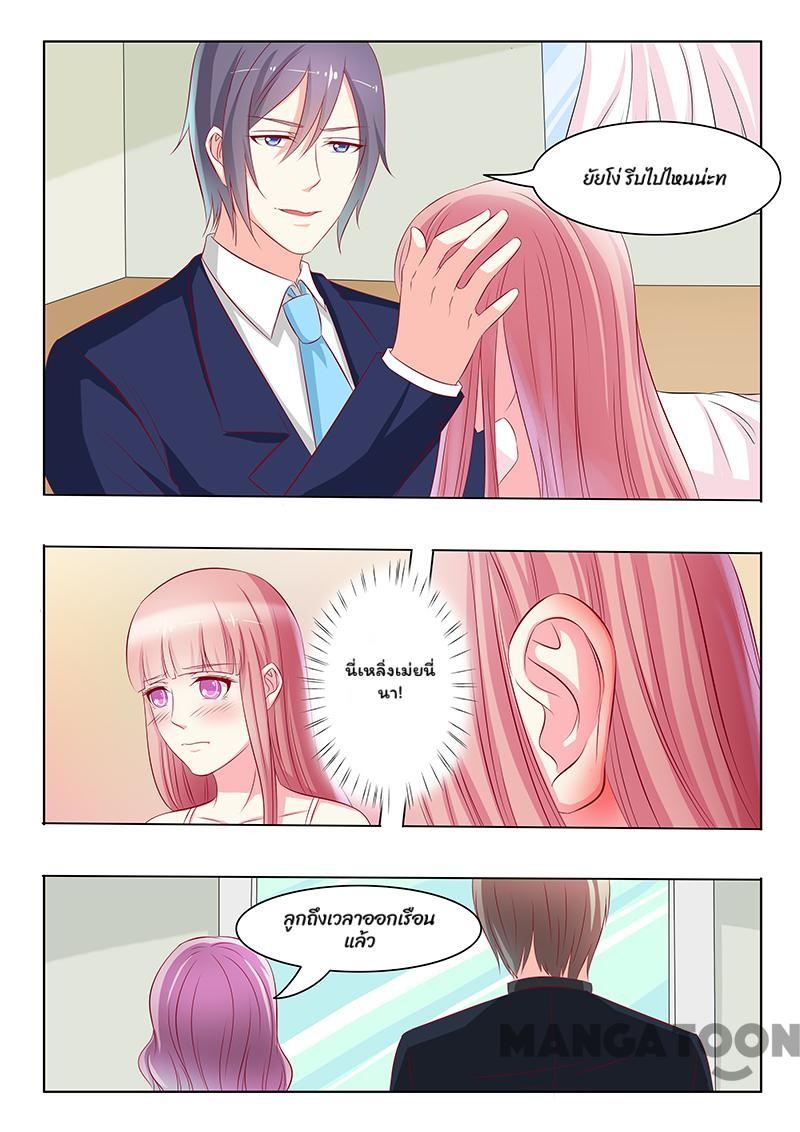 ยัยโง่ รีบไปไหนน่ะท
นี่เหลิ่งเม่ยนี่
นา!
ลูกถึงเวลาออกเรือน
แล้ว
MANGATOON